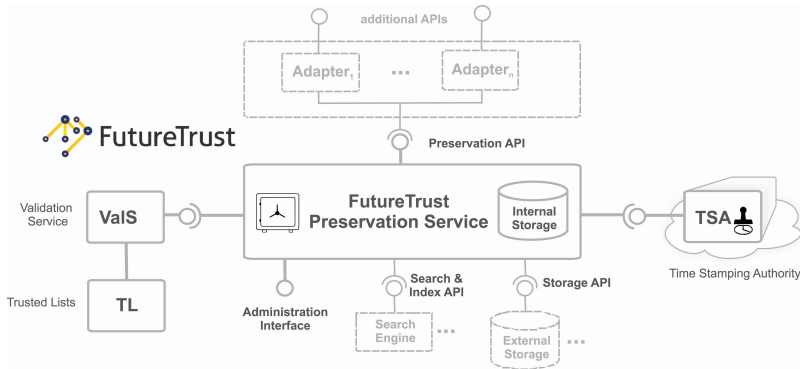 additional APIs
Adapter1 ... Adaptern
Preservation API
FutureTrust
FutureTrust
Preservation Service
Internal
Storage
Validation
Service
ValS
TSA
Time Stamping Authority
Trusted Lists
TL
Administration
Interface
Search &
Index API
Storage API
Search
Engine
...
External
Storage
...